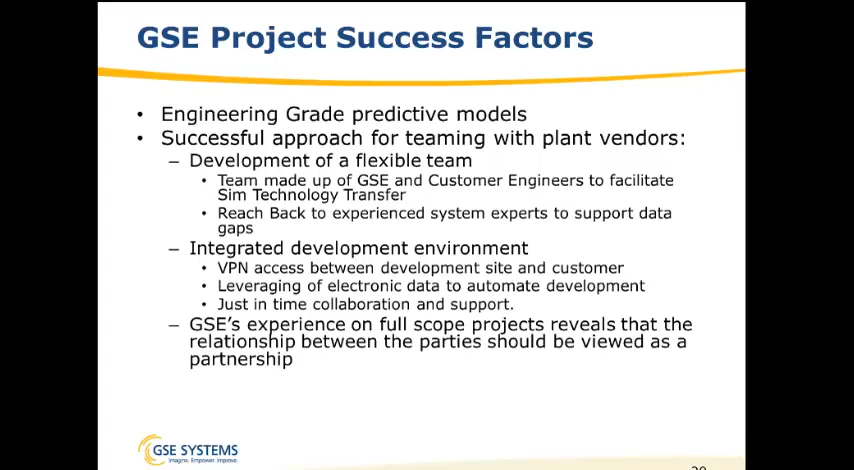 GSE Project Success Factors
• Engineering Grade predictive models
• Successful approach for teaming with plant vendors:
– Development of a flexible team
• Team made up of GSE and Customer Engineers to facilitate
Sim Technology Transfer
• Reach Back to experienced system experts to support data
gaps
– Integrated development environment
• VPN access between development site and customer
• Leveraging of electronic data to automate development
• Just in time collaboration and support.
– GSE's experience on full scope projects reveals that the
relationship between the parties should be viewed as a
partnership
GSE SYSTEMS
Imagine. Empower. Improve.